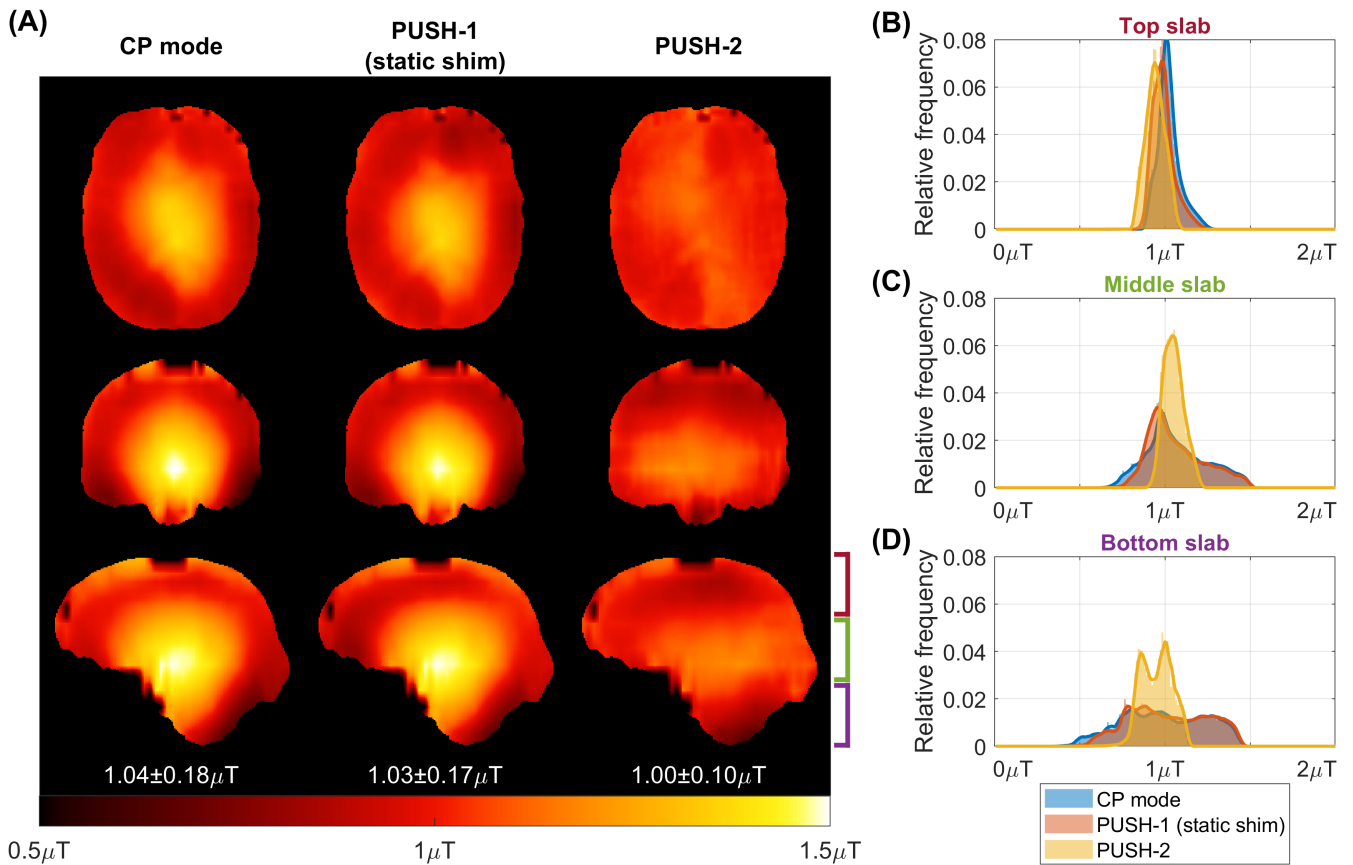 (A)
CP mode
PUSH-1
(static shim)
PUSH-2
1.04±0.18μT
1.03±0.17μT
1.00±0.10μT
0.5μT
1μT
1.5μT
(B)
Top slab
Relative frequency
0.08
0.06
0.04
0.02
0
0μT
1μT
2μT
(C)
Middle slab
Relative frequency
0.08
0.06
0.04
0.02
0
0μT
1μT
2μT
(D)
Bottom slab
Relative frequency
0.08
0.06
0.04
0.02
0
0μT
1μT
2μT
CP mode
PUSH-1 (static shim)
PUSH-2